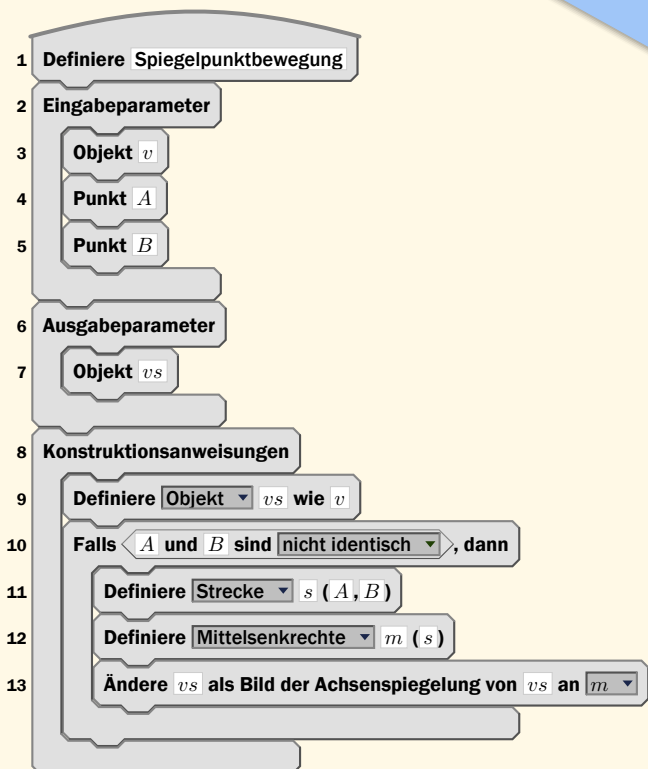 1 Definiere Spiegelpunktbewegung
2 Eingabeparameter
3 Objekt v
4 Punkt A
5 Punkt B
6 Ausgabeparameter
7 Objekt vs
8 Konstruktionsanweisungen
9 Definiere Objekt vs wie v
10 Falls A und B sind nicht identisch , dann
11 Definiere Strecke s ( A , B )
12 Definiere Mittelsenkrechte m ( s )
13 Ändere vs als Bild der Achsenspiegelung von vs an m